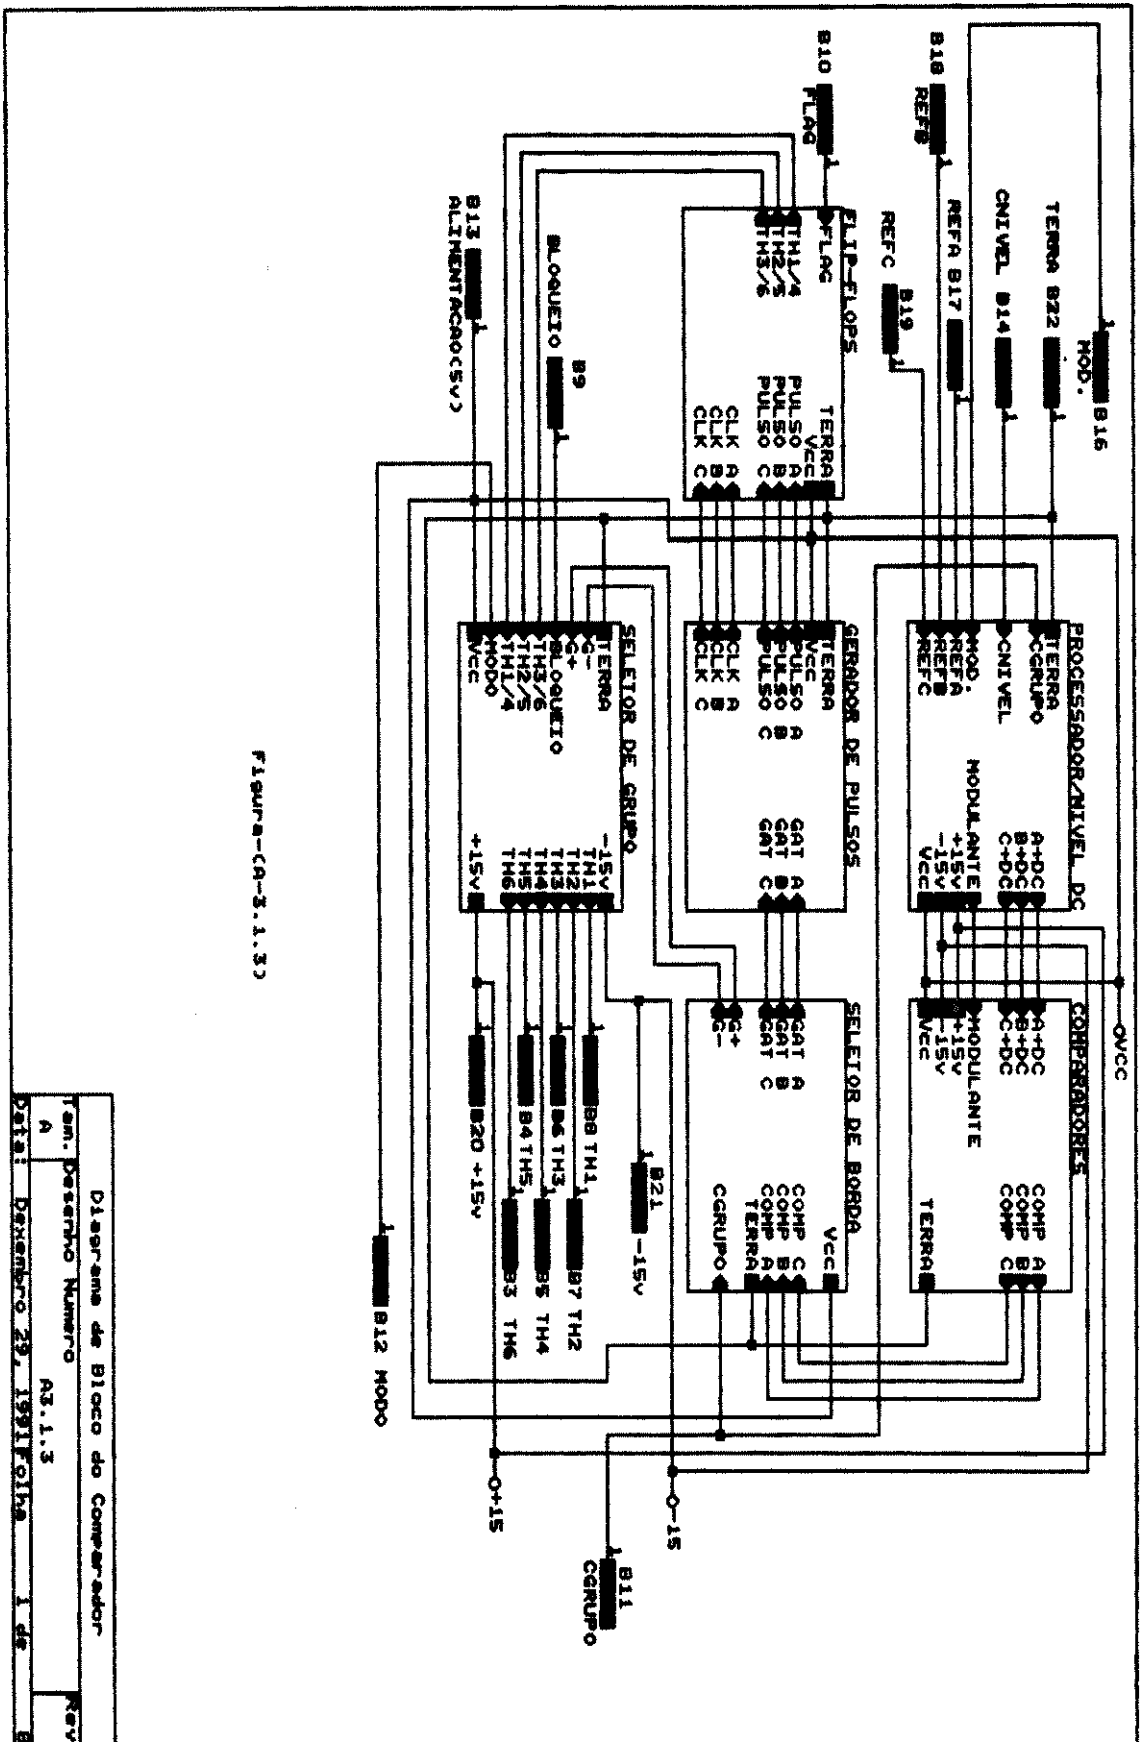 MOD. B16
TERRA B22
CNIVEL B14
REFA B17
B18
REFB
B19
REFC
B10
FLAG
BLOQUEIO
B9
B13
ALIMENTACAO(5v)
PROCESSADOR/NIVEL DC
TERRA
CGRUPO
CNIVEL
MOD.
REFA
REFB
REFC
A+DC
B+DC
C+DC
MODULANTE
+15v
-15v
Vcc
OVCC
COMPARADORES
A+DC
B+DC
C+DC
MODULANTE
+15v
-15v
Vcc
COMP A
COMP B
COMP C
TERRA
FLIP-FLOPS
FLAG
TH1/4
TH2/5
TH3/6
TERRA
Vcc
PULSO A
PULSO B
PULSO C
CLK A
CLK B
CLK C
GERADOR DE PULSOS
TERRA
Vcc
PULSO A
PULSO B
PULSO C
CLK A
CLK B
CLK C
GAT A
GAT B
GAT C
SELETOR DE BORDA
GAT A
GAT B
GAT C
G+
G-
Vcc
COMP C
COMP B
COMP A
TERRA
CGRUPO
SELETOR DE GRUPO
TERRA
G-
G+
BLOQUEIO
TH3/6
TH2/5
TH1/4
MODO
Vcc
-15v
TH1
TH2
TH3
TH4
TH5
TH6
+15v
B21
-15v
B8 TH1
B7 TH2
B6 TH3
B5 TH4
B4 TH5
B3 TH6
B20 +15v
B12 MODO
O-15
O+15
B11
CGRUPO
Figura-(A-3.1.3)
Diagrama de Bloco do Comparador
Tam. Desenho Numero
Rev
A
A3.1.3
Data: Dezembro 29, 1991 Folha 1 de